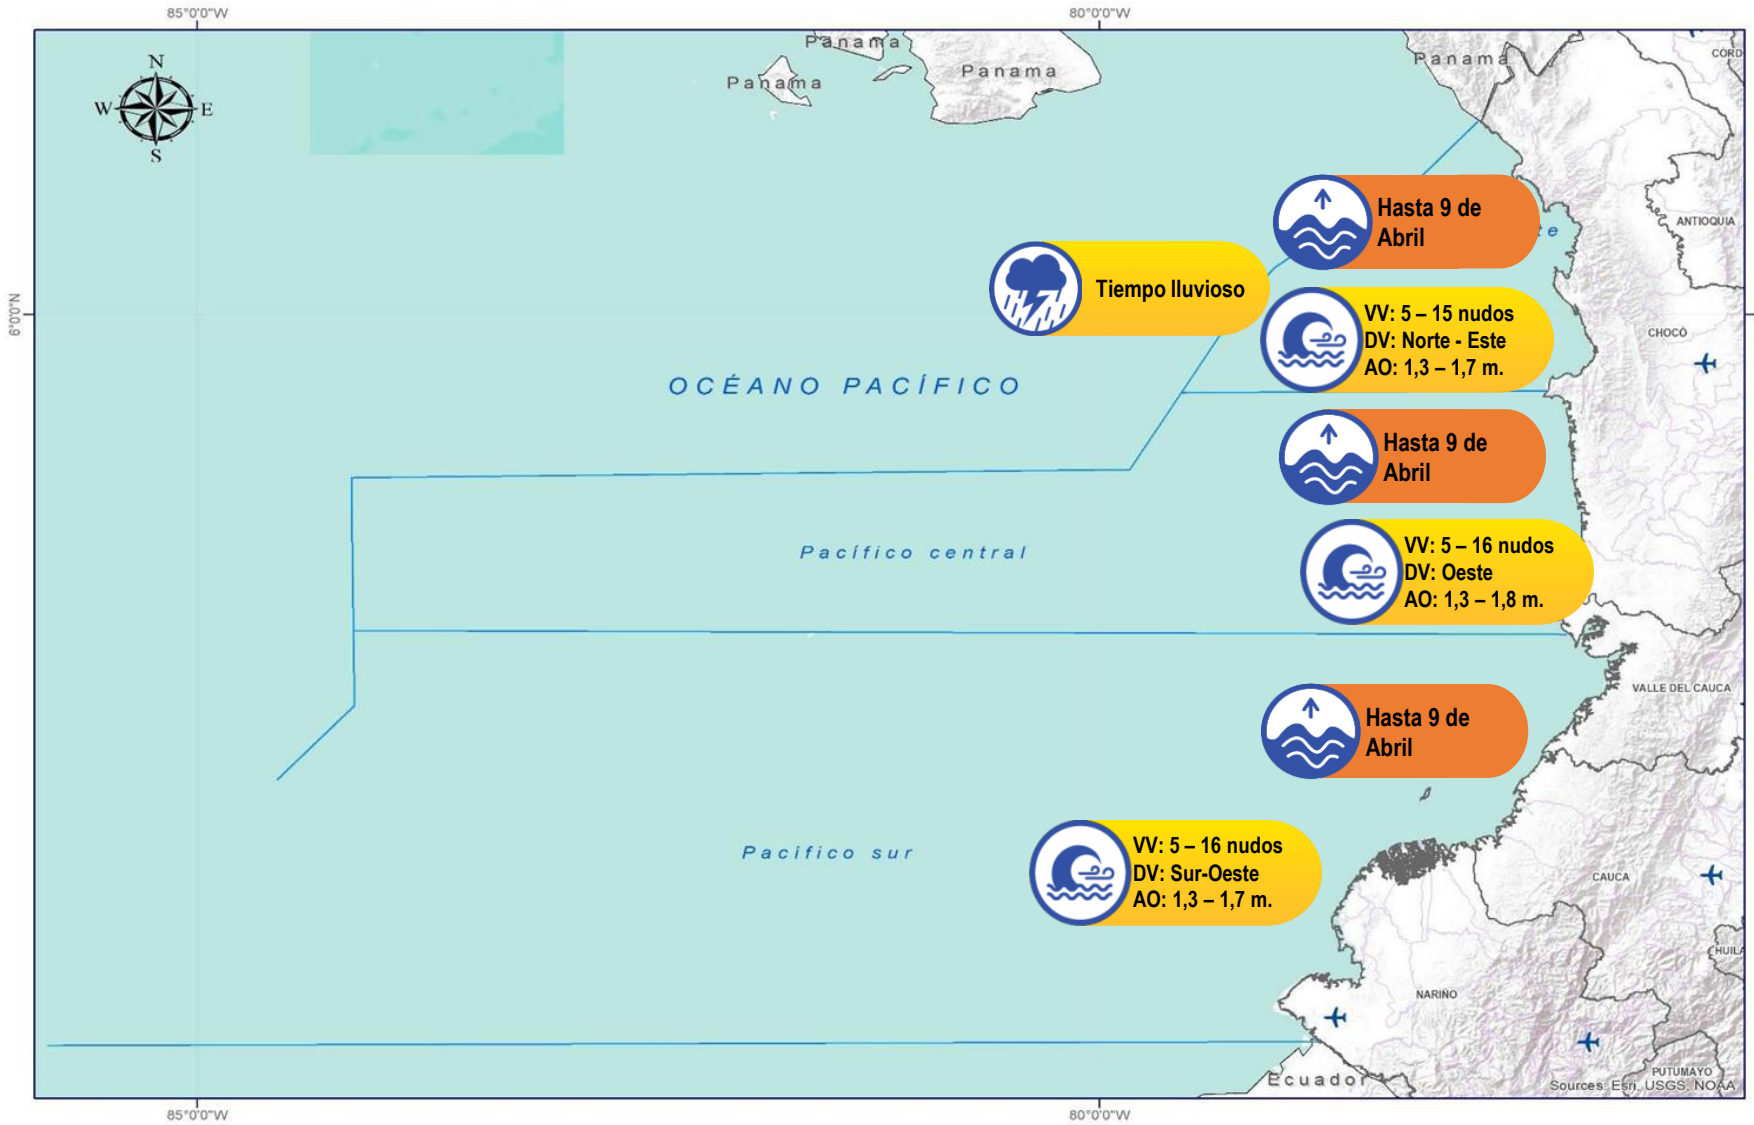 85°0'0"W
80°0'0"W
N
W
E
S
Panama
Panama
Panama
Panama
CORD
ANTIOQUIA
Hasta 9 de
Abril
te
Tiempo lluvioso
6°0'0"N
VV: 5 – 15 nudos
DV: Norte - Este
AO: 1,3 – 1,7 m.
CHOCÓ
OCÉANO PACÍFICO
Hasta 9 de
Abril
Pacífico central
VV: 5 – 16 nudos
DV: Oeste
AO: 1,3 – 1,8 m.
VALLE DEL CAUCA
Hasta 9 de
Abril
Pacífico sur
VV: 5 – 16 nudos
DV: Sur-Oeste
AO: 1,3 – 1,7 m.
CAUCA
HUILA
NARIÑO
Ecuador
PUTUMAYO
Sources: Esri, USGS, NOAA
85°0'0"W
80°0'0"W